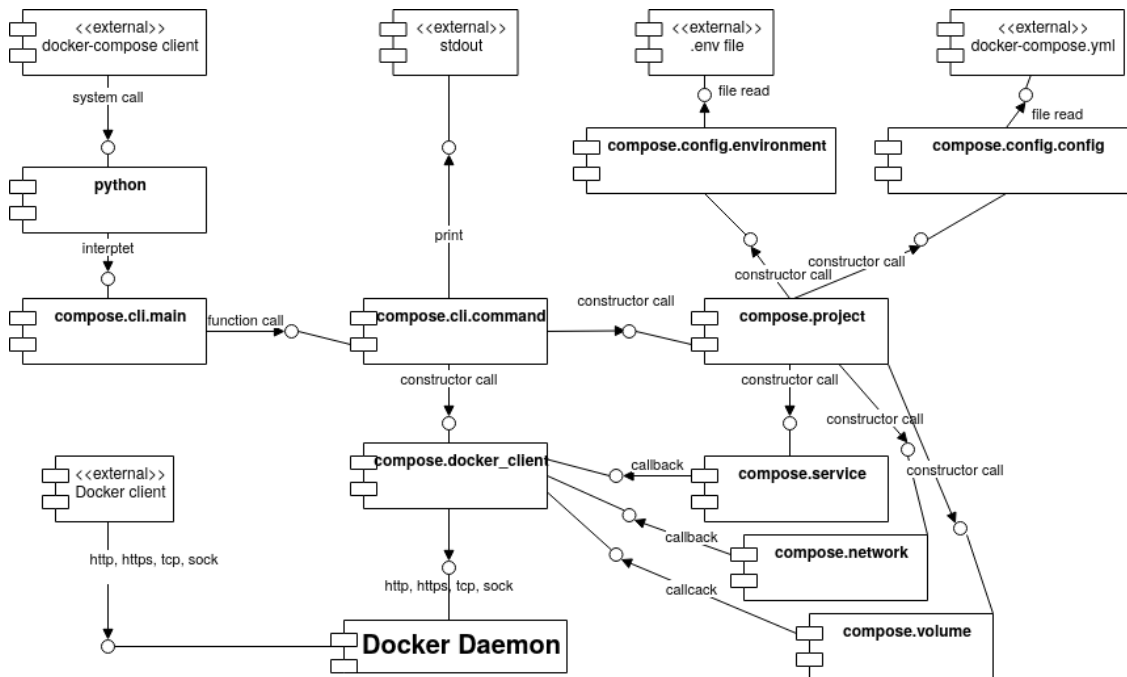 <<external>>
docker-compose client
<<external>>
stdout
<<external>>
.env file
<<external>>
docker-compose.yml
system call
file read
file read
compose.config.environment
compose.config.config
python
print
interptet
constructor call
constructor call
compose.cli.main
function call
compose.cli.command
constructor call
compose.project
constructor call
constructor call
constructor call
compose.docker_client
callback
compose.service
constructor call
<<external>>
Docker client
http, https, tcp, sock
callback
compose.network
http, https, tcp, sock
callcack
Docker Daemon
compose.volume